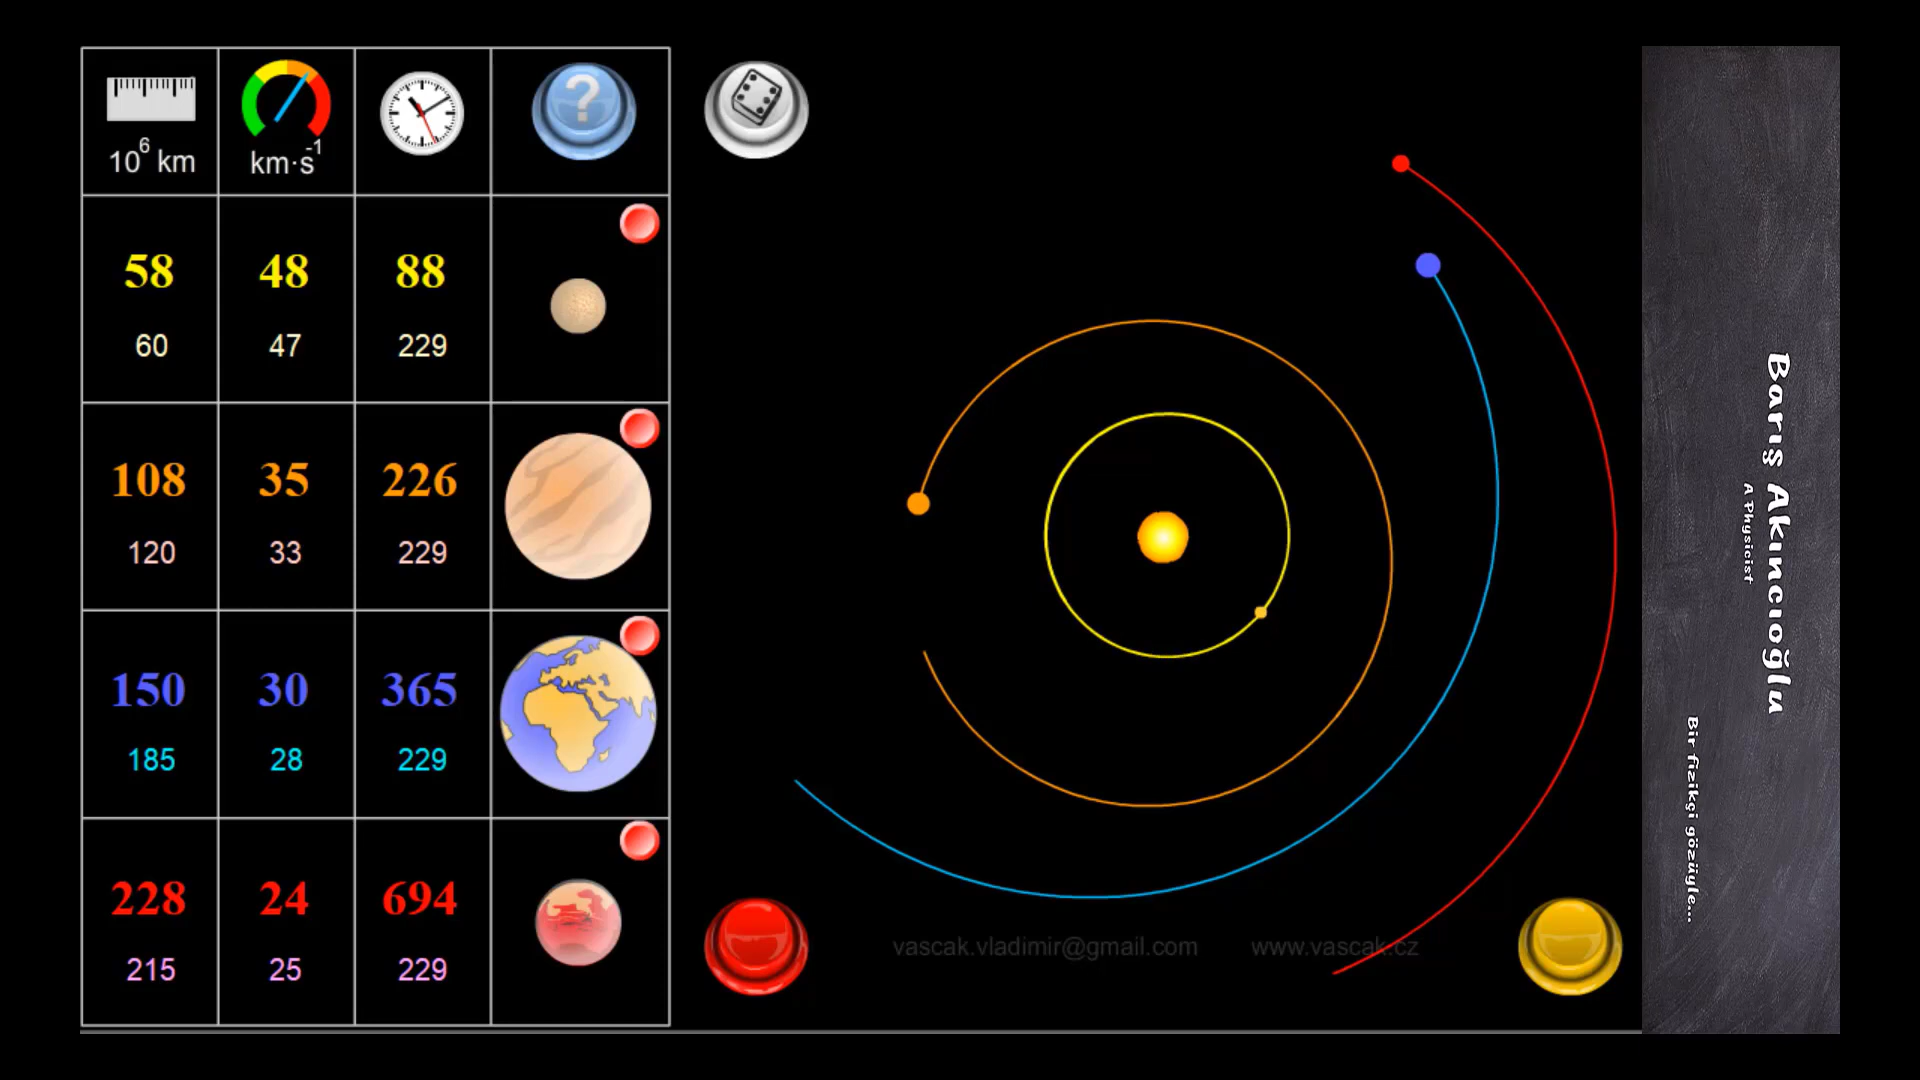 10⁶ km
km·s⁻¹
?
58 48 88
60 47 229
108 35 226
120 33 229
150 30 365
185 28 229
228 24 694
215 25 229
vascak.vladimir@gmail.com www.vascak.cz
Barış Akıncıoğlu
A Physicist
Bir fizikçi gözüyle...